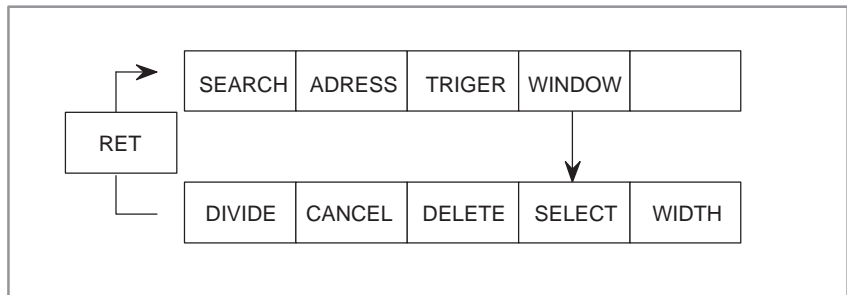 SEARCH ADRESS TRIGER WINDOW
RET
DIVIDE CANCEL DELETE SELECT WIDTH